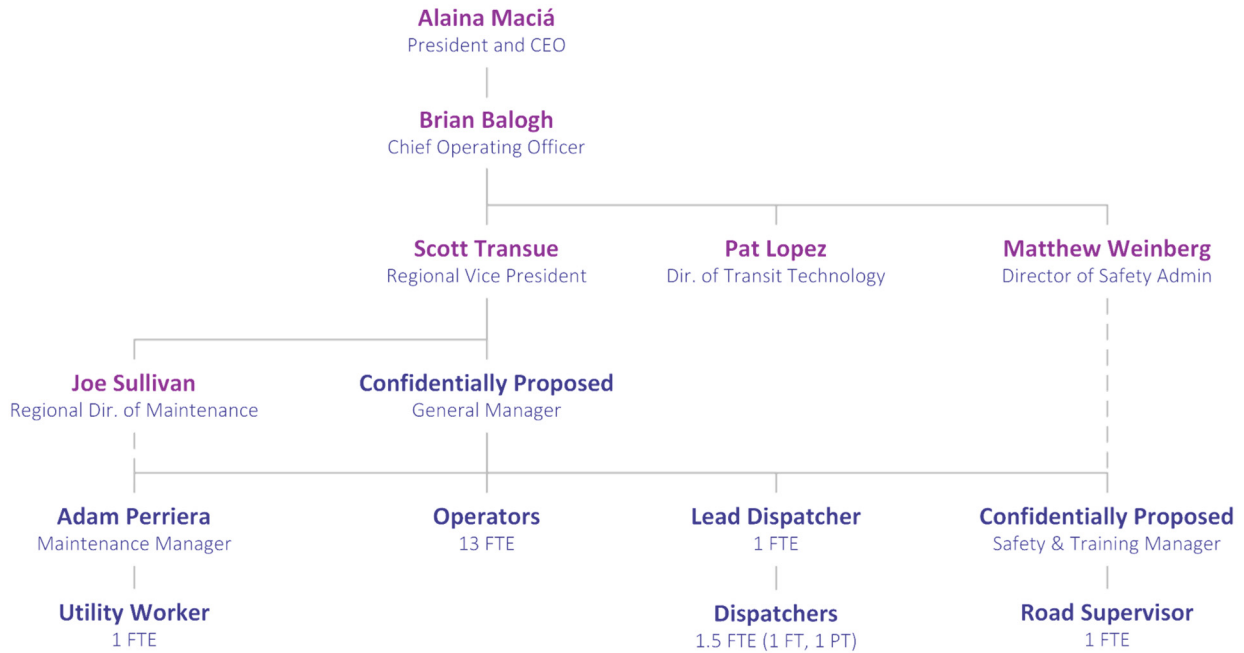 Alaina Maciá
President and CEO
Brian Balogh
Chief Operating Officer
Scott Transue
Regional Vice President
Pat Lopez
Dir. of Transit Technology
Matthew Weinberg
Director of Safety Admin
Joe Sullivan
Regional Dir. of Maintenance
Confidentially Proposed
General Manager
Adam Perriera
Maintenance Manager
Operators
13 FTE
Lead Dispatcher
1 FTE
Confidentially Proposed
Safety & Training Manager
Utility Worker
1 FTE
Dispatchers
1.5 FTE (1 FT, 1 PT)
Road Supervisor
1 FTE